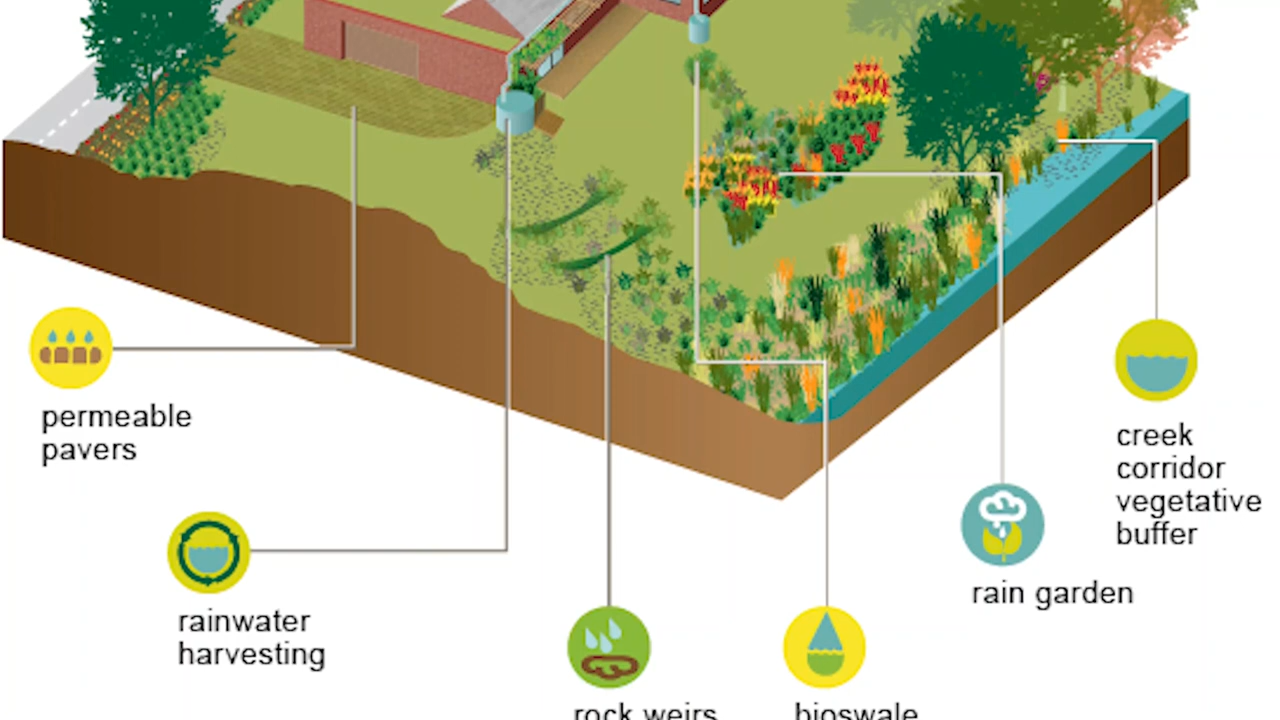 permeable
pavers
rainwater
harvesting
rock weirs
bioswale
rain garden
creek
corridor
vegetative
buffer